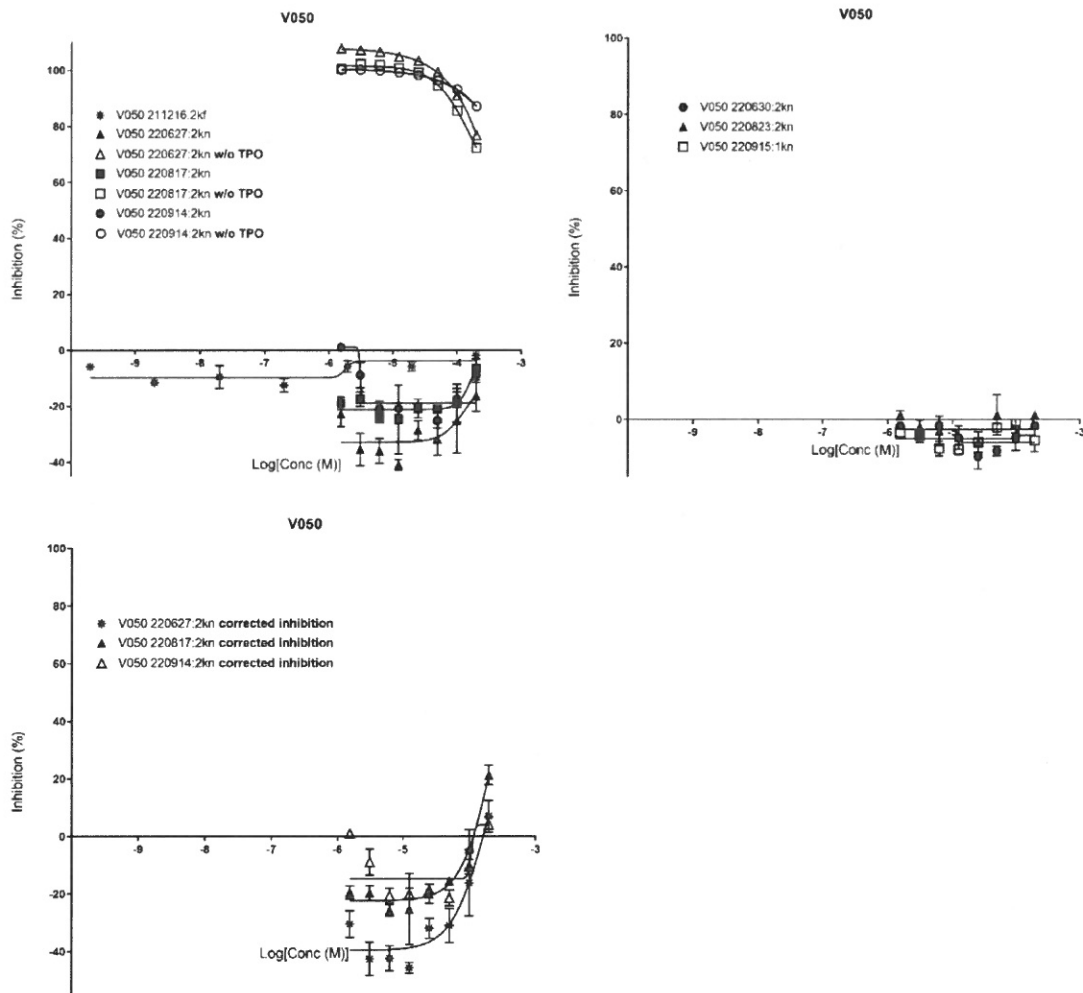 V050
100
80
60
40
20
0
-20
-40
Inhibition (%)
-9
-8
-7
-6
-5
-4
-3
Log[Conc (M)]
V050 211216:2kf
V050 220627:2kn
V050 220627:2kn w/o TPO
V050 220817:2kn
V050 220817:2kn w/o TPO
V050 220914:2kn
V050 220914:2kn w/o TPO
V050
100
80
60
40
20
0
Inhibition (%)
-9
-8
-7
-6
-5
-4
-3
Log[Conc (M)]
V050 220630:2kn
V050 220823:2kn
V050 220915:1kn
V050
100
80
60
40
20
0
-20
-40
Inhibition (%)
-9
-8
-7
-6
-5
-4
-3
Log[Conc (M)]
V050 220627:2kn corrected inhibition
V050 220817:2kn corrected inhibition
V050 220914:2kn corrected inhibition